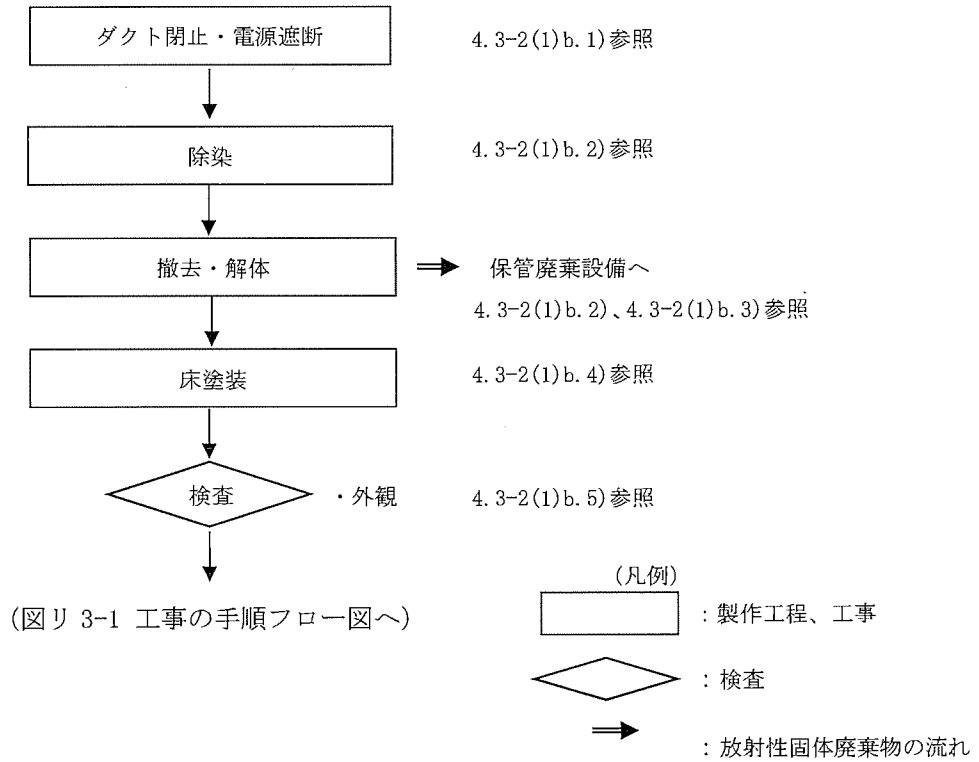 ダクト閉止・電源遮断 4.3-2(1)b.1)参照
除染 4.3-2(1)b.2)参照
撤去・解体 保管廃棄設備へ
4.3-2(1)b.2)、4.3-2(1)b.3)参照
床塗装 4.3-2(1)b.4)参照
検査 ・外観 4.3-2(1)b.5)参照
(図リ 3-1 工事の手順フロー図へ)
(凡例)
：製作工程、工事
：検査
：放射性固体廃棄物の流れ